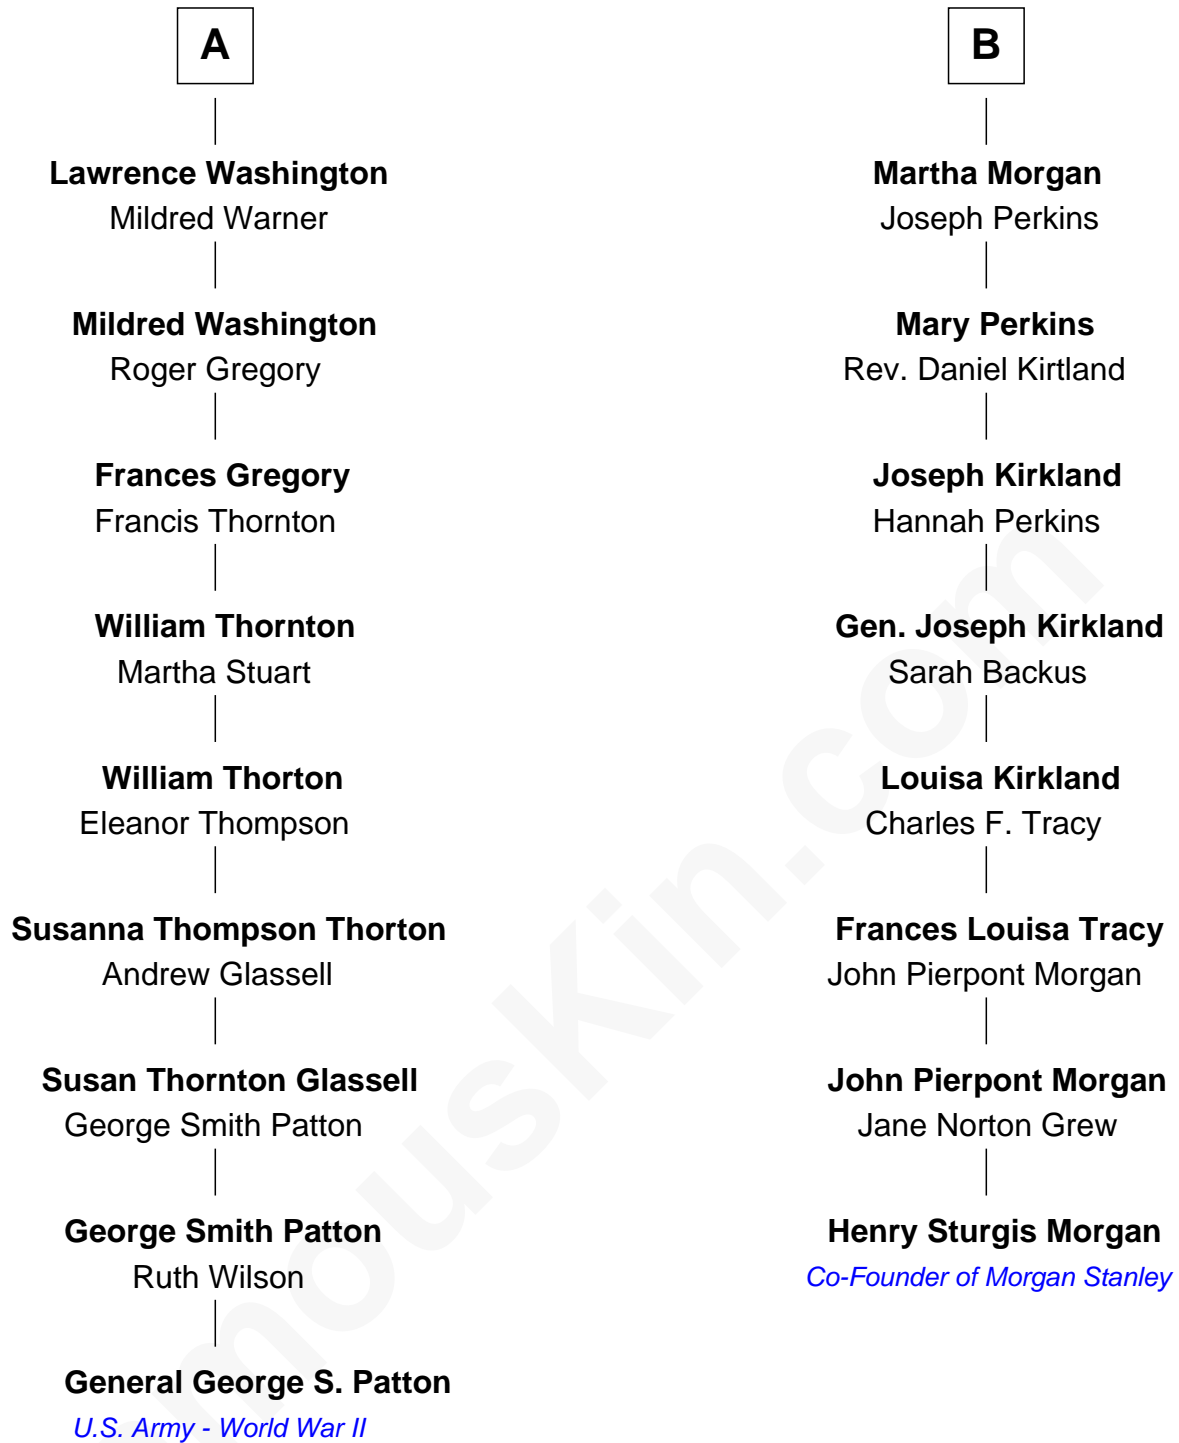 A
Lawrence Washington
Mildred Warner
Mildred Washington
Roger Gregory
Frances Gregory
Francis Thornton
William Thornton
Martha Stuart
William Thorton
Eleanor Thompson
Susanna Thompson Thorton
Andrew Glassell
Susan Thornton Glassell
George Smith Patton
George Smith Patton
Ruth Wilson
General George S. Patton
U.S. Army - World War II
B
Martha Morgan
Joseph Perkins
Mary Perkins
Rev. Daniel Kirtland
Joseph Kirkland
Hannah Perkins
Gen. Joseph Kirkland
Sarah Backus
Louisa Kirkland
Charles F. Tracy
Frances Louisa Tracy
John Pierpont Morgan
John Pierpont Morgan
Jane Norton Grew
Henry Sturgis Morgan
Co-Founder of Morgan Stanley
mouskin.com